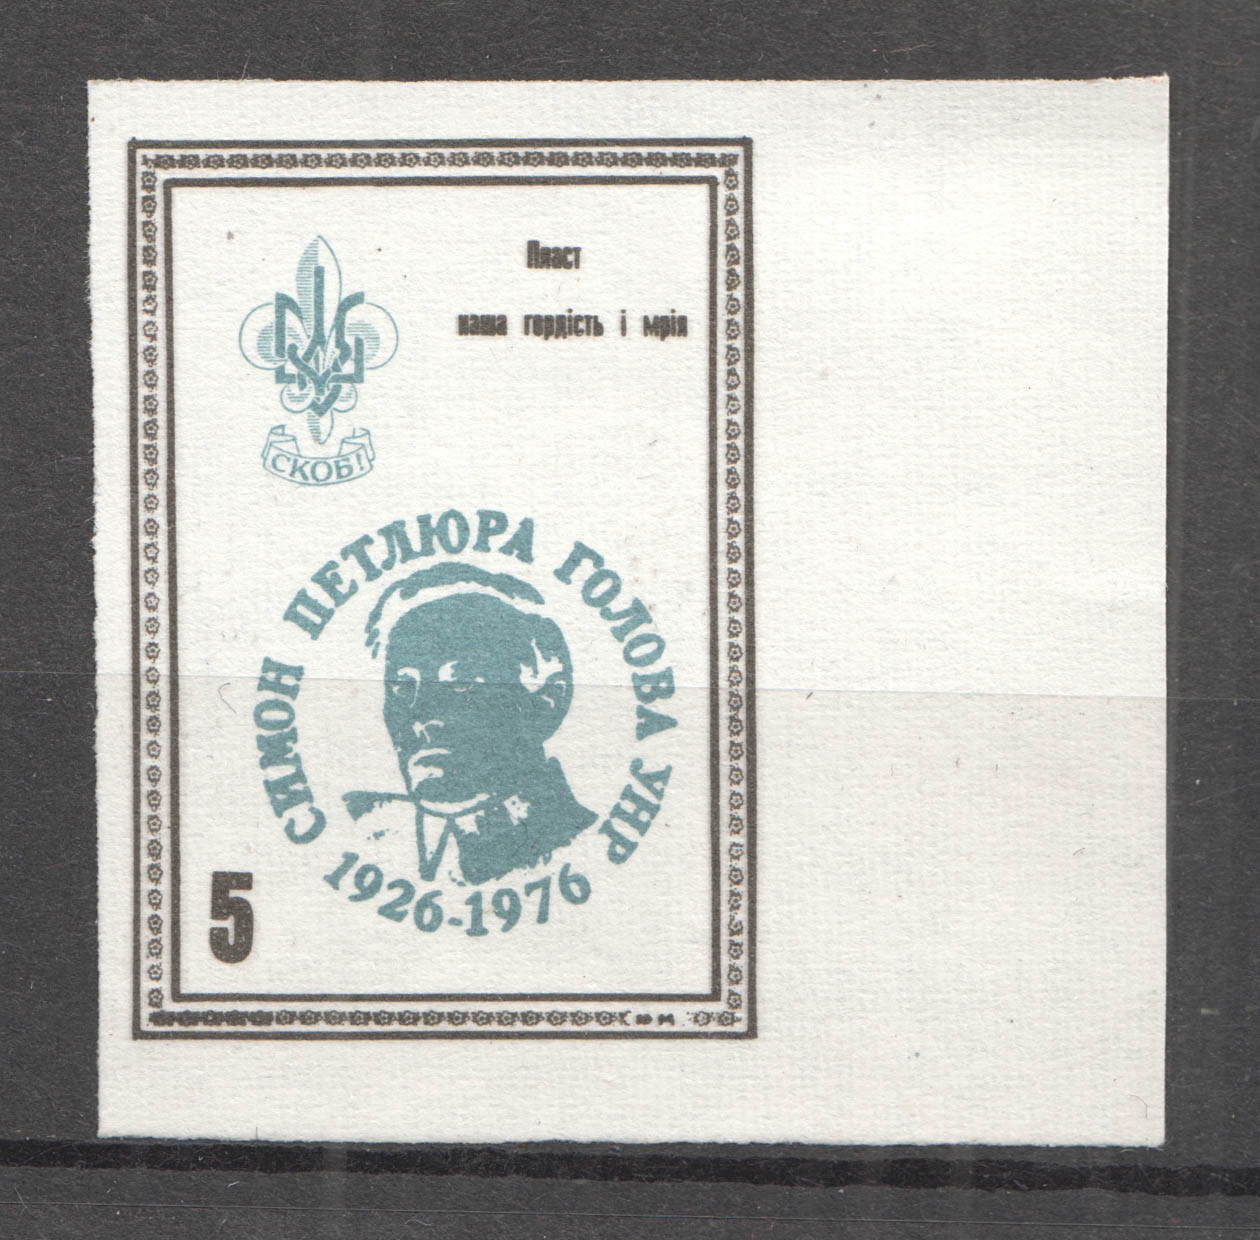 Пласт
наша гордість і мрія
СКОБ!
СИМОН ПЕТЛЮРА ГОЛОВА УНР
1926-1976
5